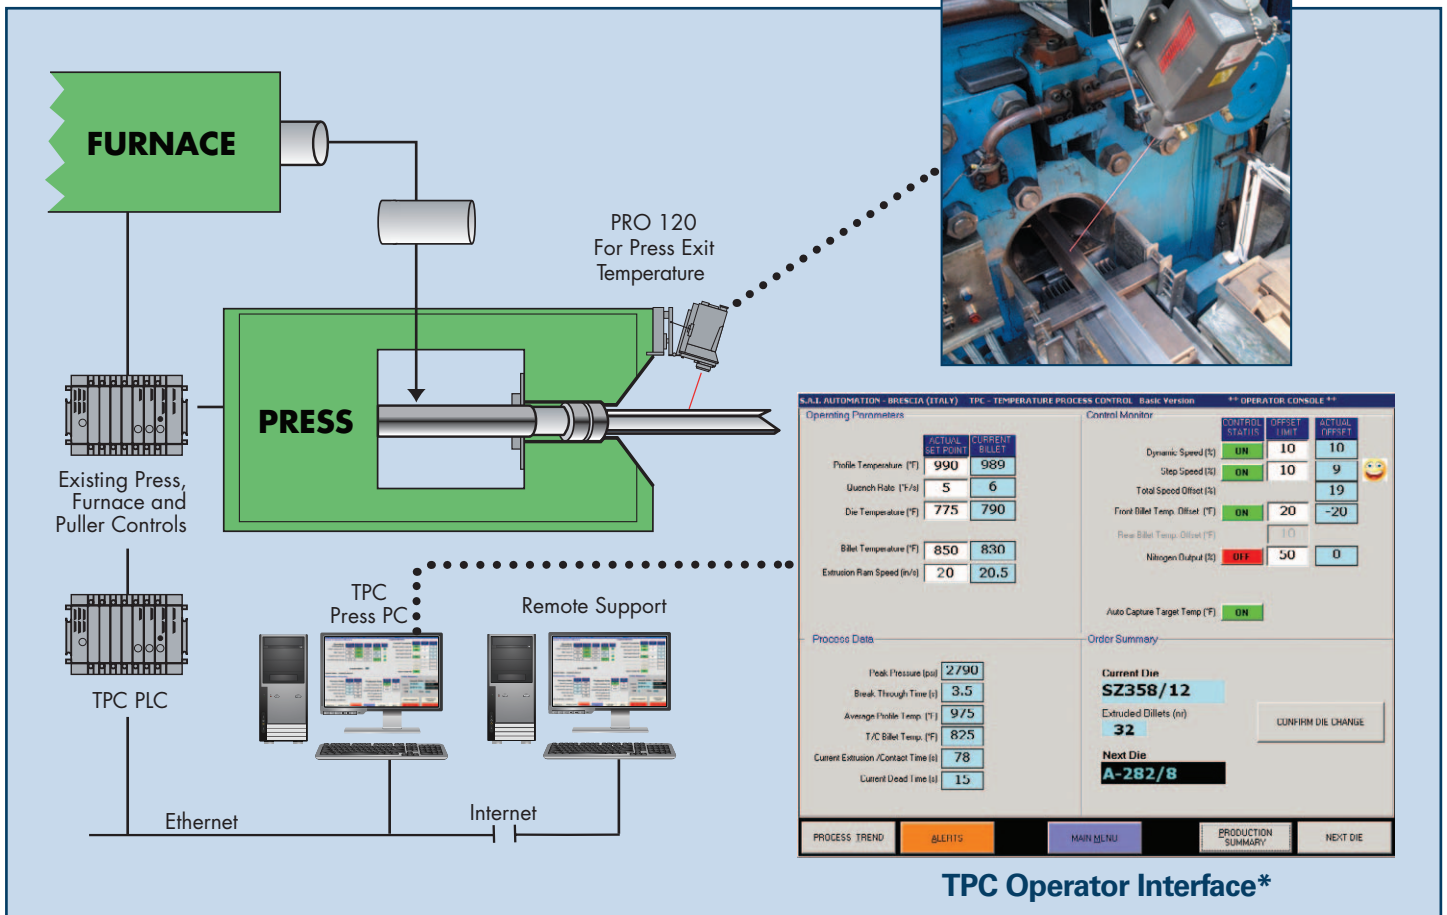 FURNACE
PRO 120
For Press Exit
Temperature
PRESS
Existing Press,
Furnace and
Puller Controls
TPC PLC
TPC
Press PC
Remote Support
Ethernet
Internet
S.A.I. AUTOMATION - BRESCIA (ITALY) TPC - TEMPERATURE PROCESS CONTROL Basic Version ** OPERATOR CONSOLE **
Operating Parameters
ACTUAL SET POINT CURRENT BILLET
Profile Temperature (°F) 990 989
Quench Rate (°F/s) 5 6
Die Temperature (°F) 775 790
Billet Temperature (°F) 850 830
Extrusion Ram Speed (in/s) 20 20.5
Control Monitor
CONTROL STATUS OFFSET LIMIT ACTUAL OFFSET
Dynamic Speed (%) ON 10 10
Step Speed (%) ON 10 9
Total Speed Offset (%) 19
Front Billet Temp. Offset (°F) ON 20 -20
Rear Billet Temp. Offset (°F) 10
Nitrogen Output (%) OFF 50 0
Auto Capture Target Temp (°F) ON
Process Data
Peak Pressure (psi) 2790
Break Through Time (s) 3.5
Average Profile Temp. (°F) 975
T/C Billet Temp. (°F) 825
Current Extrusion /Contact Time (s) 78
Current Dead Time (s) 15
Order Summary
Current Die
SZ358/12
Extruded Billets (nr)
32
CONFIRM DIE CHANGE
Next Die
A-282/8
PROCESS TREND ALERTS MAIN MENU PRODUCTION SUMMARY NEXT DIE
TPC Operator Interface*